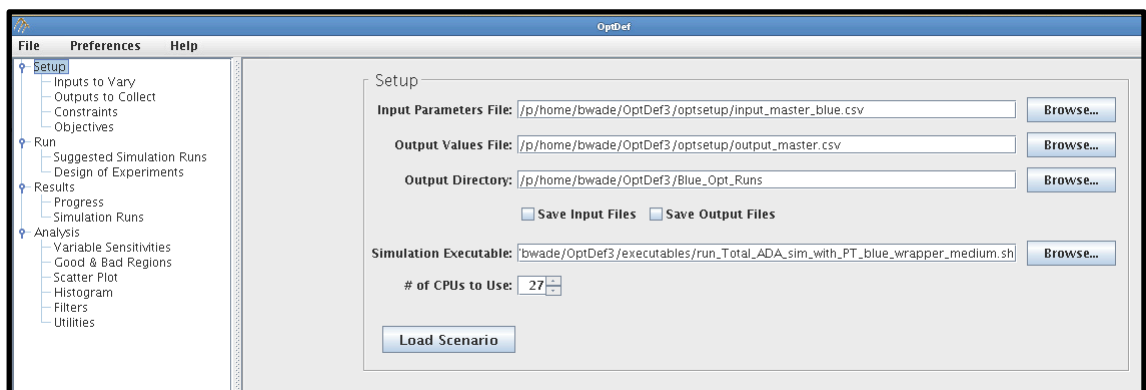 OptDef
File Preferences Help
Setup
Inputs to Vary
Outputs to Collect
Constraints
Objectives
Run
Suggested Simulation Runs
Design of Experiments
Results
Progress
Simulation Runs
Analysis
Variable Sensitivities
Good & Bad Regions
Scatter Plot
Histogram
Filters
Utilities
Setup
Input Parameters File: /p/home/bwade/OptDef3/optsetup/input_master_blue.csv Browse...
Output Values File: /p/home/bwade/OptDef3/optsetup/output_master.csv Browse...
Output Directory: /p/home/bwade/OptDef3/Blue_Opt_Runs Browse...
Save Input Files Save Output Files
Simulation Executable: 'bwade/OptDef3/executables/run_Total_ADA_sim_with_PT_blue_wrapper_medium.sh Browse...
# of CPUs to Use: 27
Load Scenario